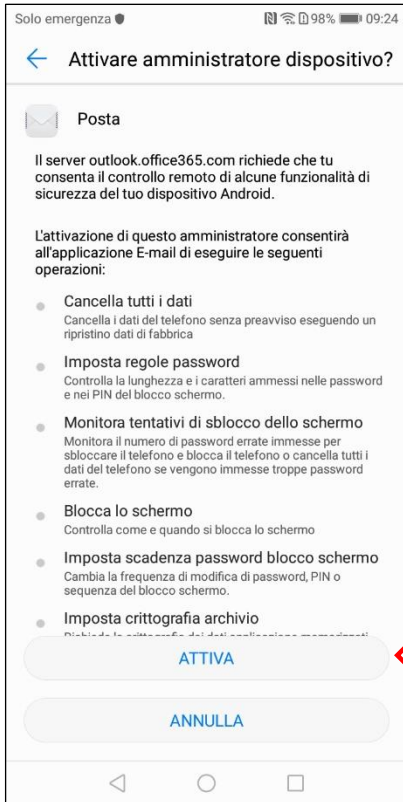 Solo emergenza 98% 09:24
Attivare amministratore dispositivo?
Posta
Il server outlook.office365.com richiede che tu
consenta il controllo remoto di alcune funzionalità di
sicurezza del tuo dispositivo Android.
L'attivazione di questo amministratore consentirà
all'applicazione E-mail di eseguire le seguenti
operazioni:
Cancella tutti i dati
Cancella i dati del telefono senza preavviso eseguendo un
ripristino dati di fabbrica
Imposta regole password
Controlla la lunghezza e i caratteri ammessi nelle password
e nei PIN del blocco schermo.
Monitora tentativi di sblocco dello schermo
Monitora il numero di password errate immesse per
sbloccare il telefono e blocca il telefono o cancella tutti i
dati del telefono se vengono immesse troppe password
errate.
Blocca lo schermo
Controlla come e quando si blocca lo schermo
Imposta scadenza password blocco schermo
Cambia la frequenza di modifica di password, PIN o
sequenza del blocco schermo.
Imposta crittografia archivio
ATTIVA
ANNULLA